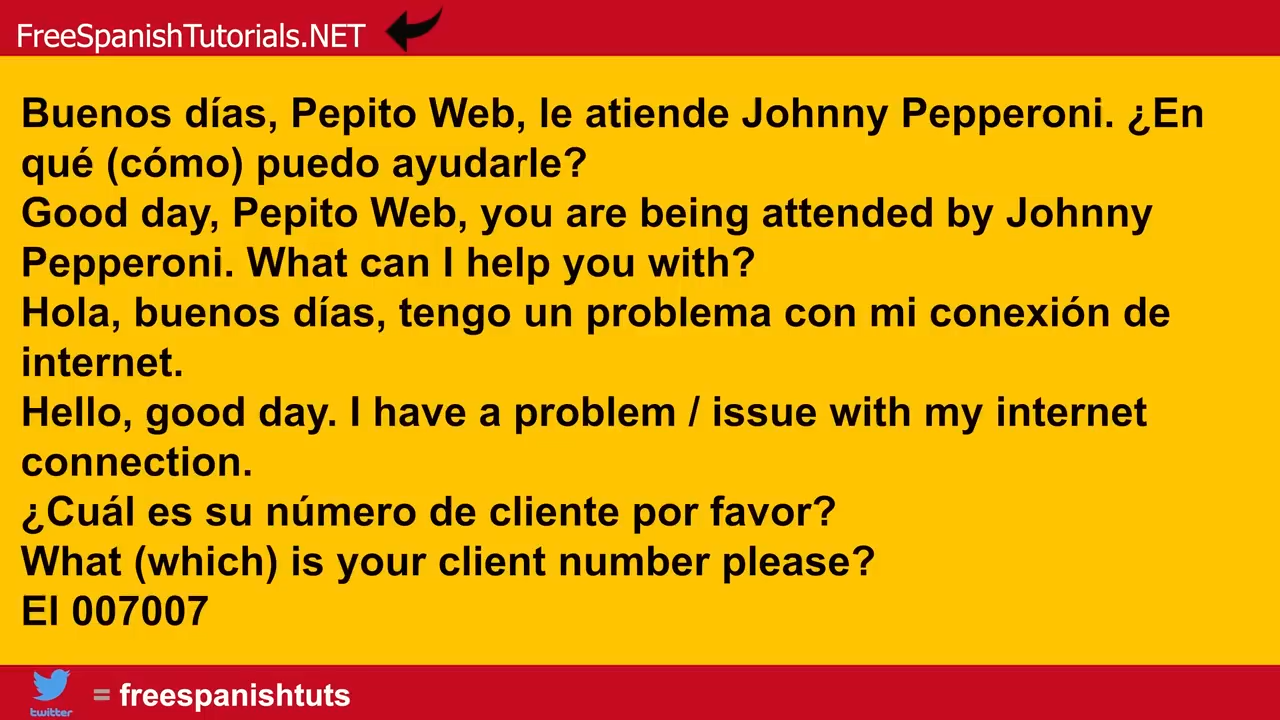 FreeSpanishTutorials.NET
Buenos días, Pepito Web, le atiende Johnny Pepperoni. ¿En
qué (cómo) puedo ayudarle?
Good day, Pepito Web, you are being attended by Johnny
Pepperoni. What can I help you with?
Hola, buenos días, tengo un problema con mi conexión de
internet.
Hello, good day. I have a problem / issue with my internet
connection.
¿Cuál es su número de cliente por favor?
What (which) is your client number please?
El 007007
twitter = freespanishtuts